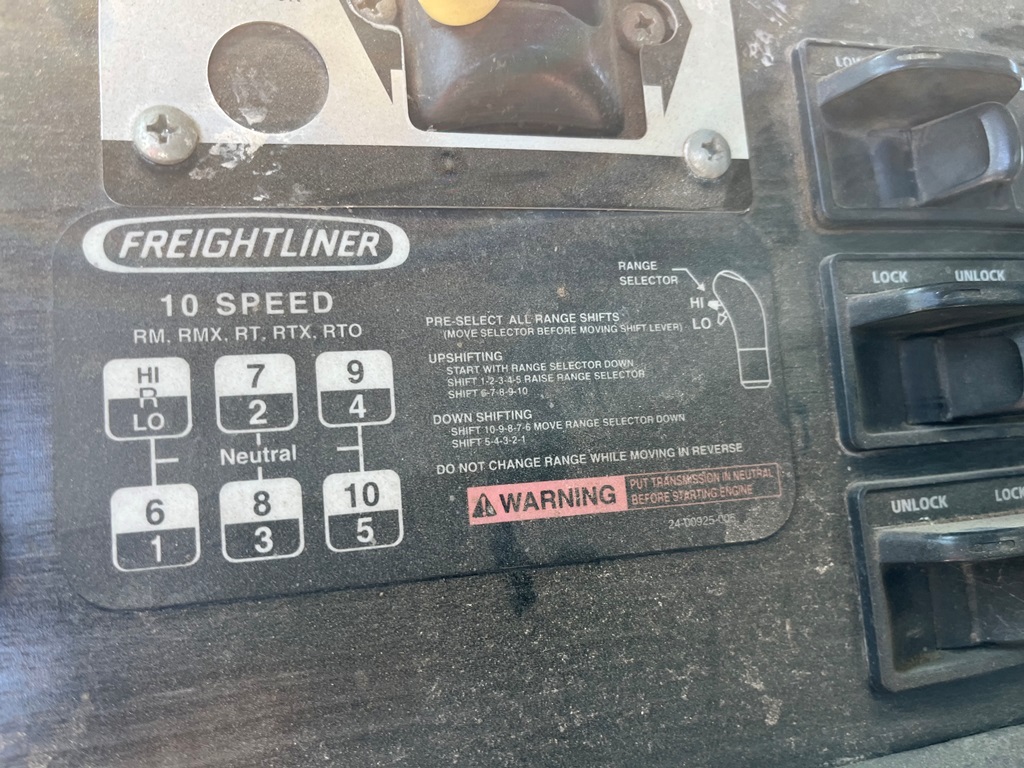 FREIGHTLINER
10 SPEED
RM, RMX, RT, RTX, RTO
HI
R
LO
7
2
9
4
Neutral
6
1
8
3
10
5
RANGE
SELECTOR
HI
LO
PRE-SELECT ALL RANGE SHIFTS
(MOVE SELECTOR BEFORE MOVING SHIFT LEVER)
UPSHIFTING
START WITH RANGE SELECTOR DOWN
SHIFT 1-2-3-4-5 RAISE RANGE SELECTOR
SHIFT 6-7-8-9-10
DOWN SHIFTING
SHIFT 10-9-8-7-6 MOVE RANGE SELECTOR DOWN
SHIFT 5-4-3-2-1
DO NOT CHANGE RANGE WHILE MOVING IN REVERSE
WARNING
PUT TRANSMISSION IN NEUTRAL
BEFORE STARTING ENGINE
LOCK UNLOCK
UNLOCK LOCK